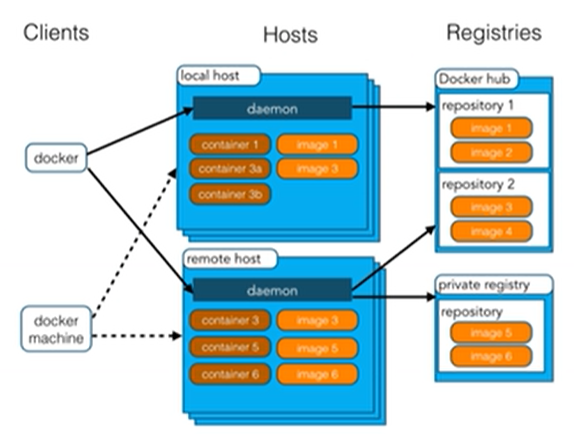 Clients
Hosts
Registries
local host
daemon
container 1
image 1
container 3a
image 3
container 3b
docker
remote host
daemon
container 3
image 3
container 5
image 5
container 6
image 6
docker
machine
Docker hub
repository 1
image 1
image 2
repository 2
image 3
image 4
private registry
repository
image 5
image 6